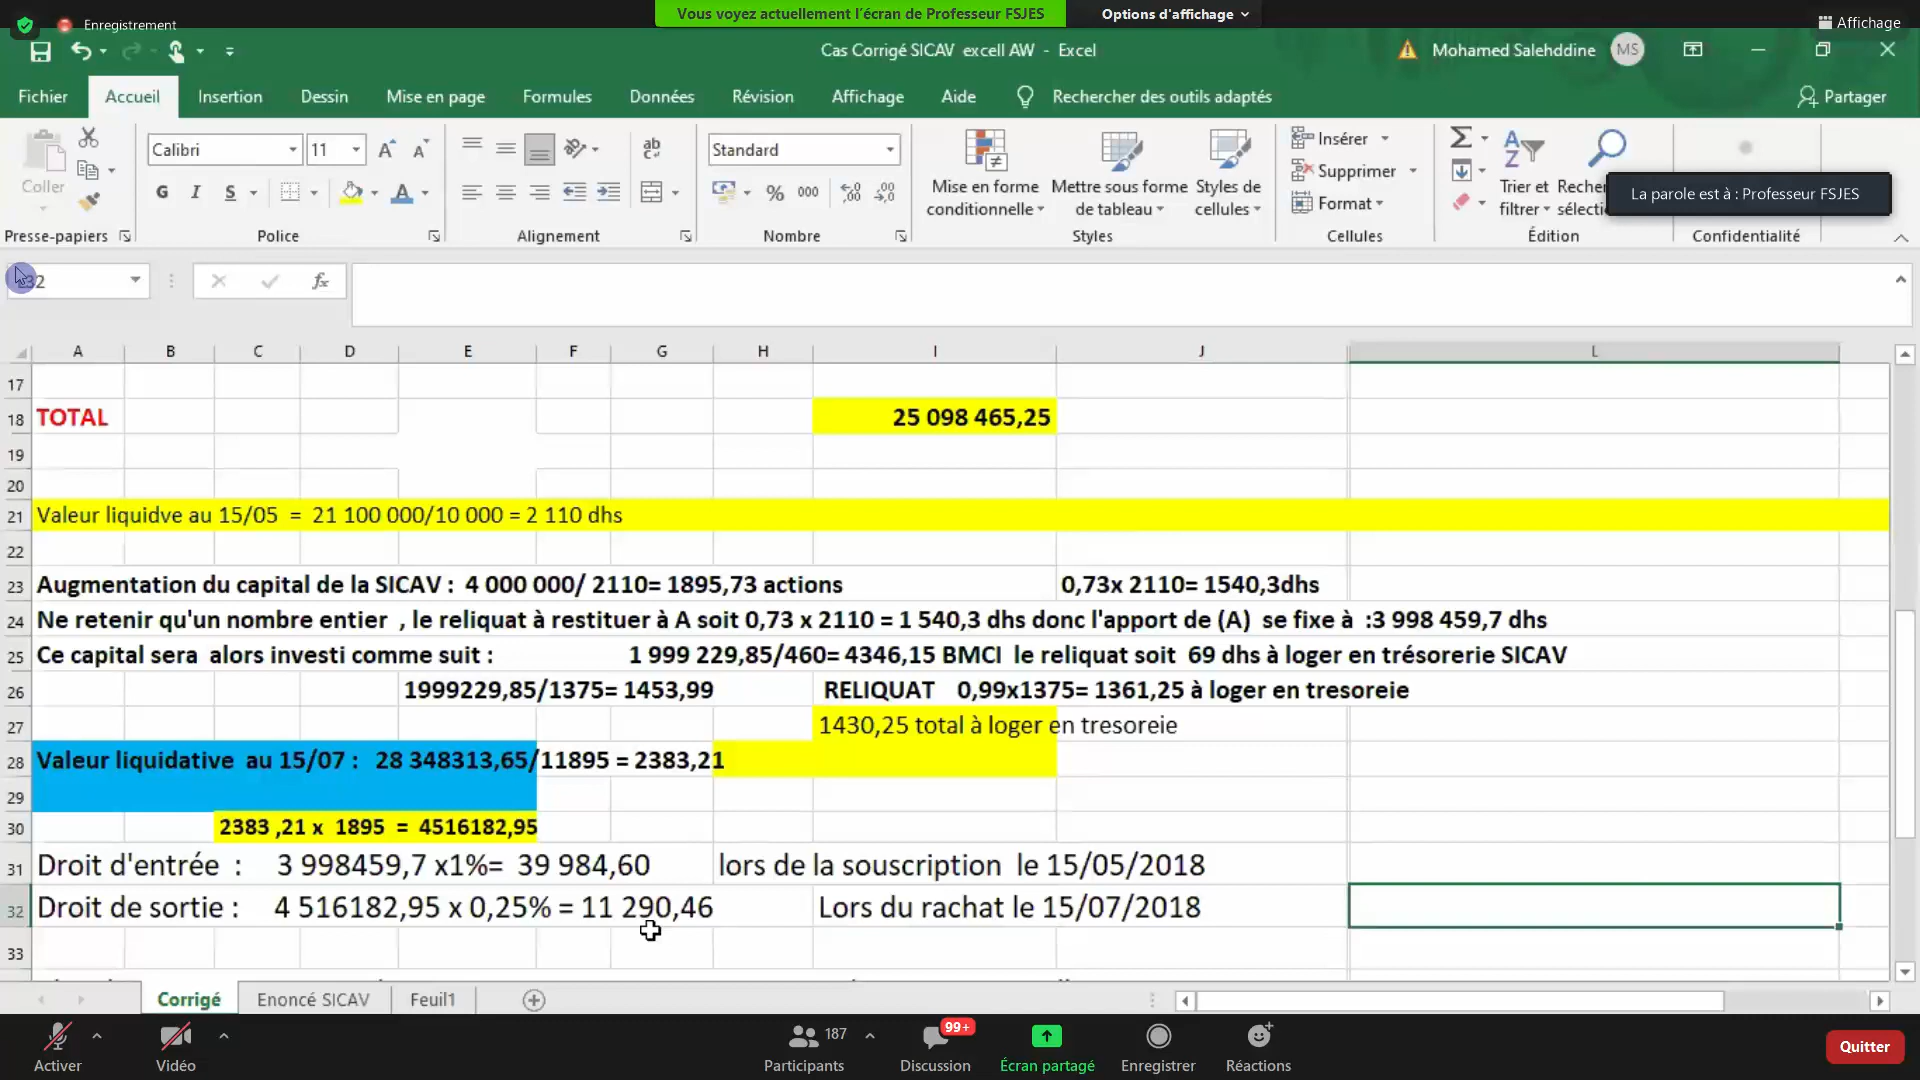 Enregistrement
Vous voyez actuellement l'écran de Professeur FSJES
Options d'affichage
Affichage
Cas Corrigé SICAV excell AW - Excel
Mohamed Salehddine
MS
Fichier
Accueil
Insertion
Dessin
Mise en page
Formules
Données
Révision
Affichage
Aide
Rechercher des outils adaptés
Partager
Coller
Calibri
11
Standard
G I S
% 000
Mise en forme conditionnelle
Mettre sous forme de tableau
Styles de cellules
Insérer
Supprimer
Format
Trier et filtrer
La parole est à : Professeur FSJES
Presse-papiers
Police
Alignement
Nombre
Styles
Cellules
Édition
Confidentialité
fx
A B C D E F G H I J L
17
18 TOTAL 25 098 465,25
19
20
21 Valeur liquidve au 15/05 = 21 100 000/10 000 = 2 110 dhs
22
23 Augmentation du capital de la SICAV : 4 000 000/ 2110= 1895,73 actions 0,73x 2110= 1540,3dhs
24 Ne retenir qu'un nombre entier , le reliquat à restituer à A soit 0,73 x 2110 = 1 540,3 dhs donc l'apport de (A) se fixe à :3 998 459,7 dhs
25 Ce capital sera alors investi comme suit : 1 999 229,85/460= 4346,15 BMCI le reliquat soit 69 dhs à loger en trésorerie SICAV
26 1999229,85/1375= 1453,99 RELIQUAT 0,99x1375= 1361,25 à loger en tresoreie
27 1430,25 total à loger en tresoreie
28 Valeur liquidative au 15/07 : 28 348313,65/11895 = 2383,21
29
30 2383 ,21 x 1895 = 4516182,95
31 Droit d'entrée : 3 998459,7 x1%= 39 984,60 lors de la souscription le 15/05/2018
32 Droit de sortie : 4 516182,95 x 0,25% = 11 290,46 Lors du rachat le 15/07/2018
33
Corrigé
Enoncé SICAV
Feuil1
Activer
Vidéo
187
Participants
99+
Discussion
Écran partagé
Enregistrer
Réactions
Quitter